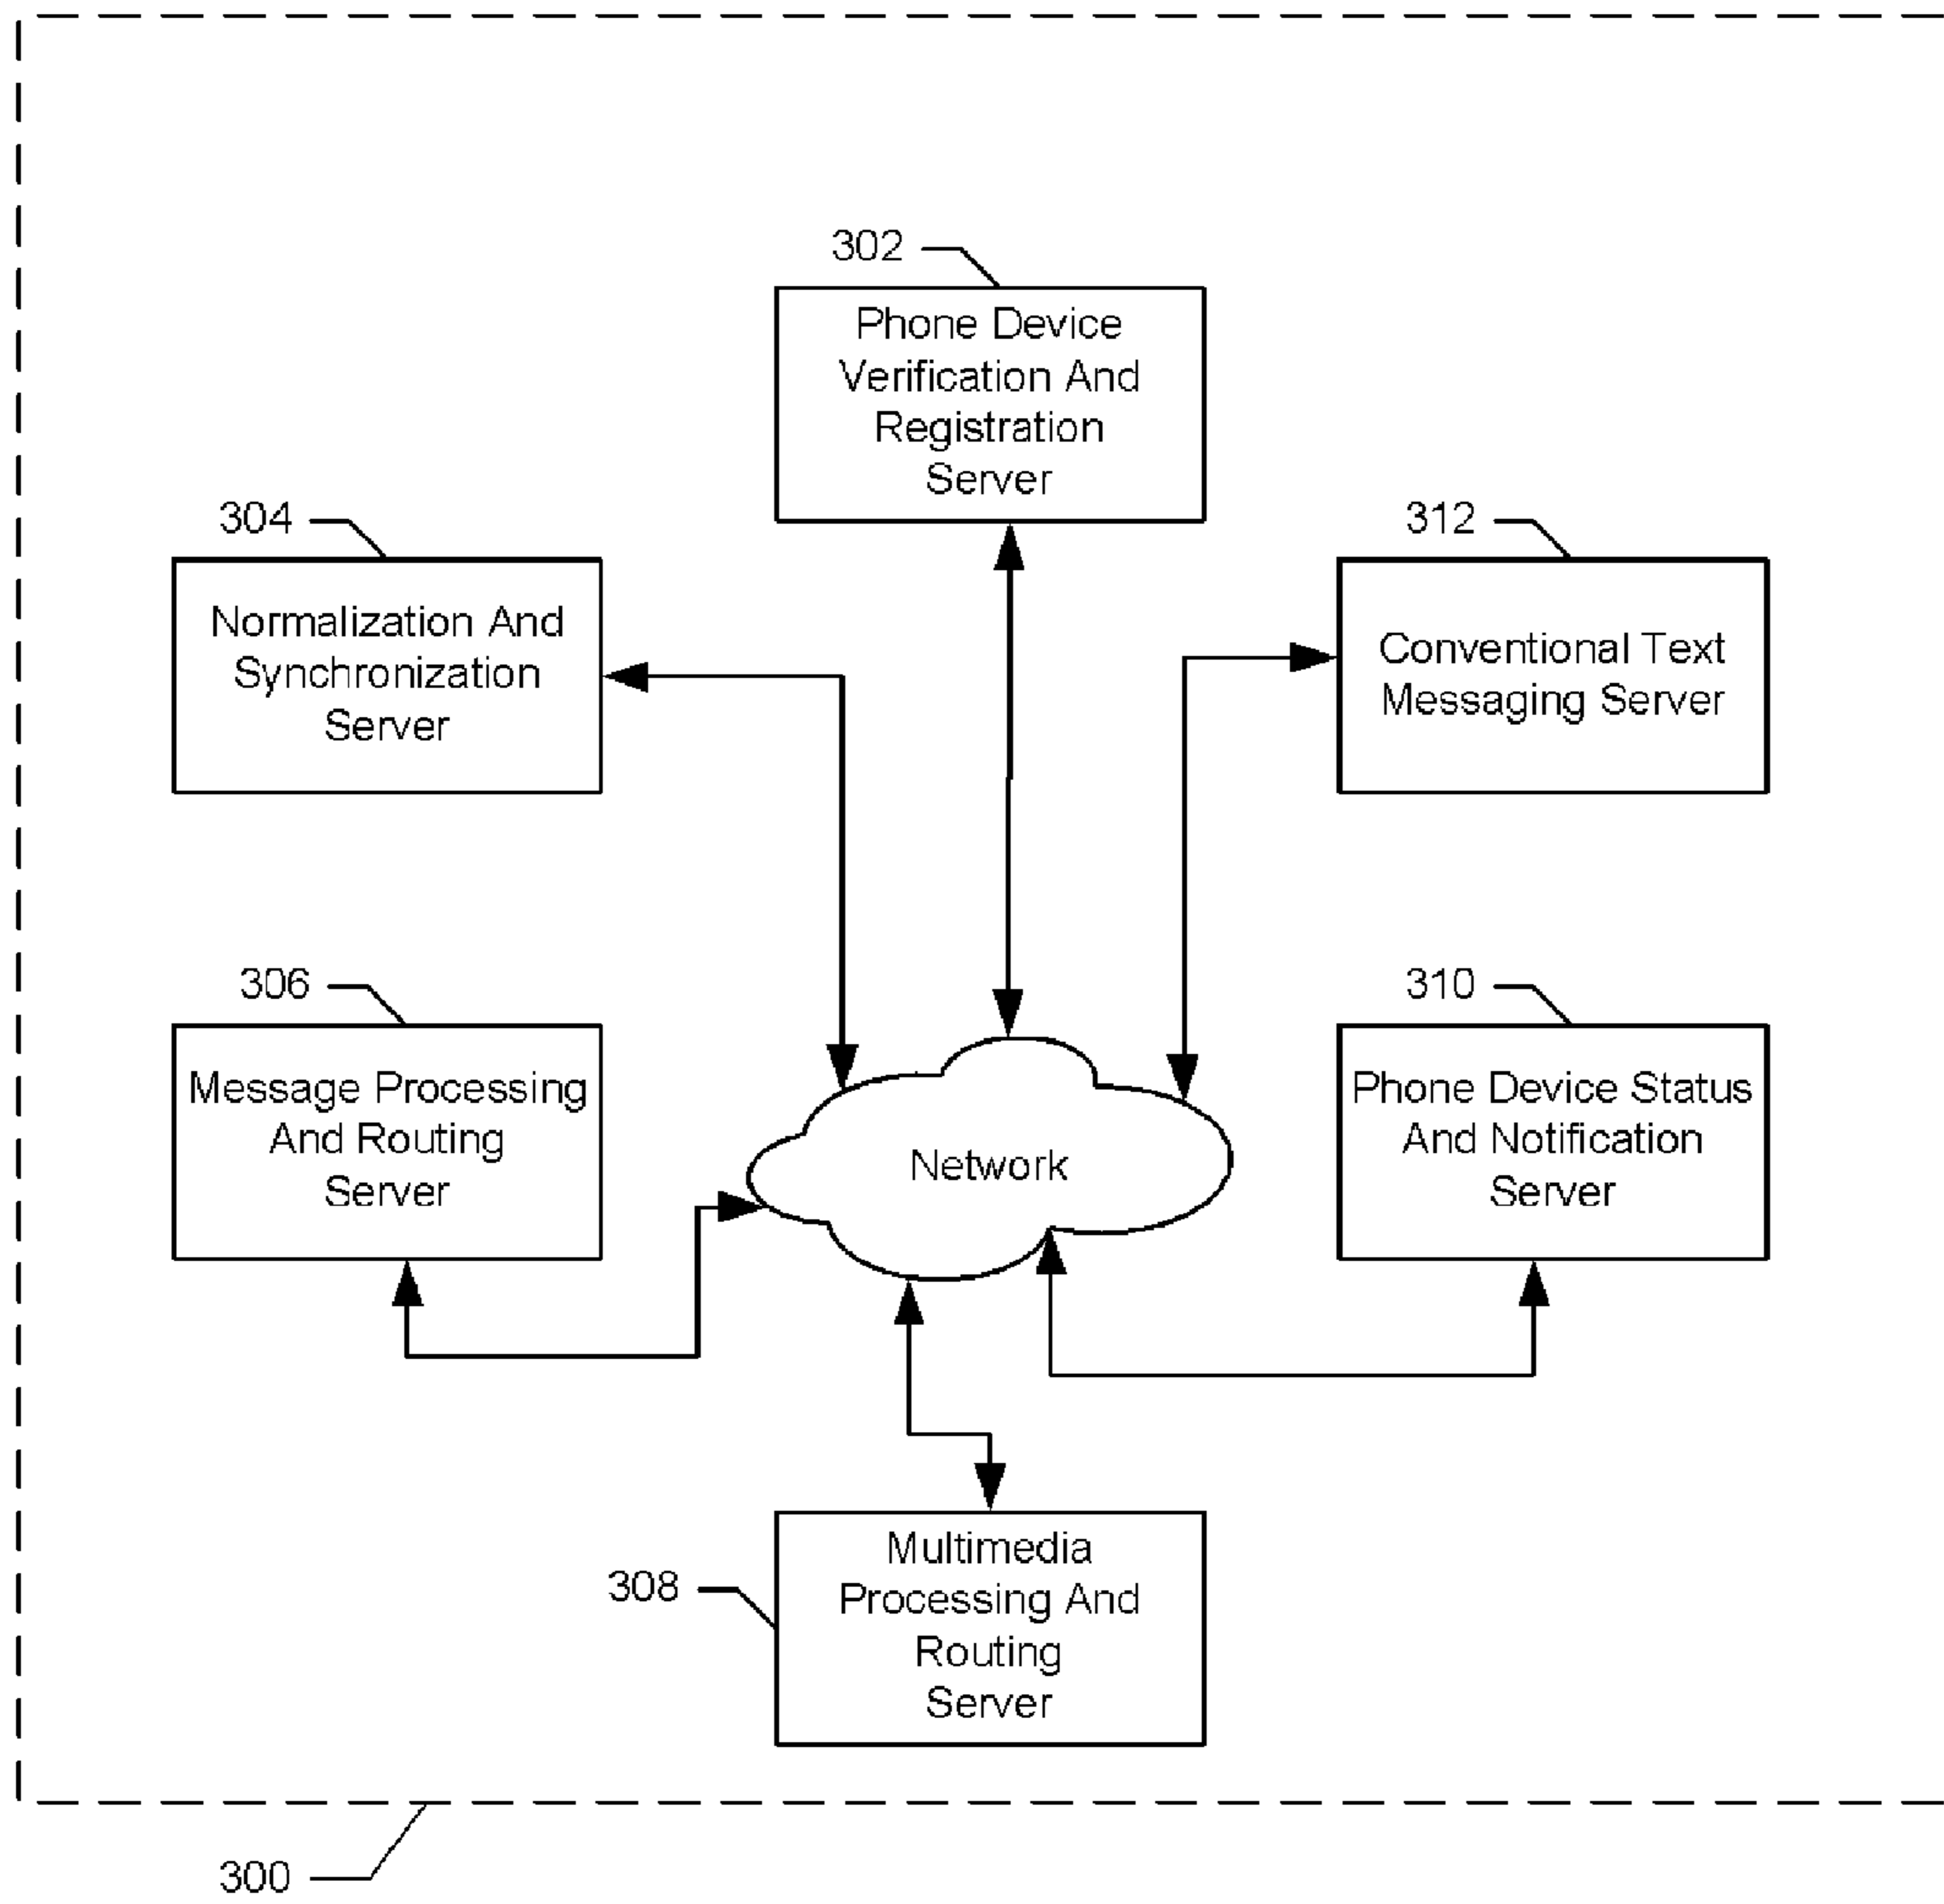 302
Phone Device
Verification And
Registration
Server
304
Normalization And
Synchronization
Server
312
Conventional Text
Messaging Server
306
Message Processing
And Routing
Server
310
Phone Device Status
And Notification
Server
Network
308
Multimedia
Processing And
Routing
Server
300